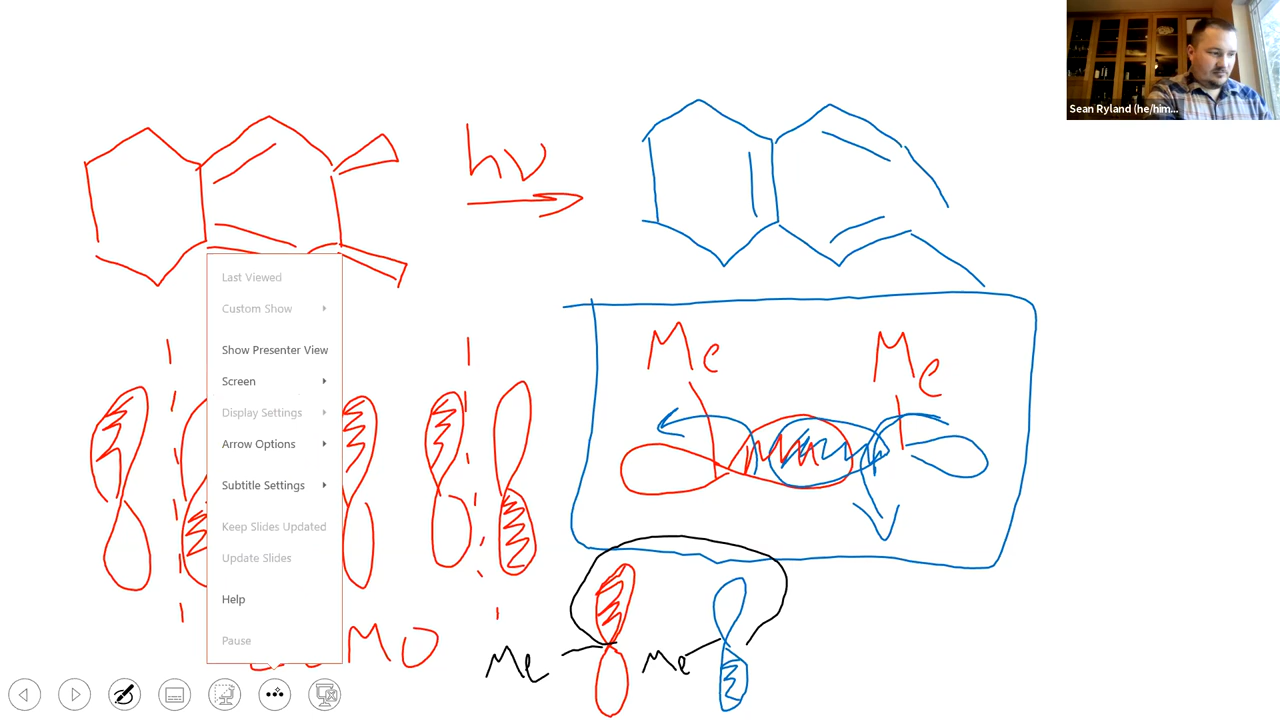 Sean Ryland (he/him...
hν
Last Viewed
Custom Show
Show Presenter View
Screen
Display Settings
Arrow Options
Subtitle Settings
Keep Slides Updated
Update Slides
Help
Pause
Me Me
MO
Me Me